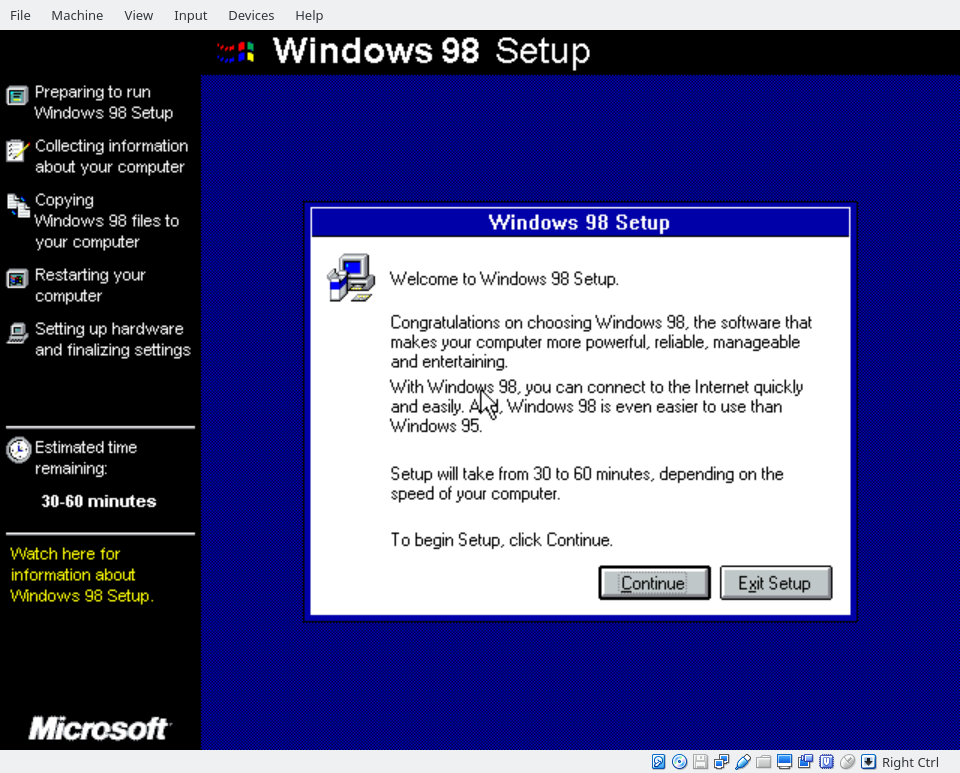 File Machine View Input Devices Help
Windows 98 Setup
Preparing to run
Windows 98 Setup
Collecting information
about your computer
Copying
Windows 98 files to
your computer
Restarting your
computer
Setting up hardware
and finalizing settings
Estimated time
remaining:
30-60 minutes
Watch here for
information about
Windows 98 Setup.
Microsoft
Windows 98 Setup
Welcome to Windows 98 Setup.
Congratulations on choosing Windows 98, the software that
makes your computer more powerful, reliable, manageable
and entertaining.
With Windows 98, you can connect to the Internet quickly
and easily. And, Windows 98 is even easier to use than
Windows 95.
Setup will take from 30 to 60 minutes, depending on the
speed of your computer.
To begin Setup, click Continue.
Continue Exit Setup
Right Ctrl